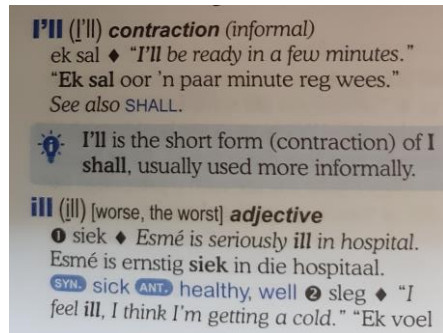 I'll (I'll) contraction (informal)
ek sal ♦ "I'll be ready in a few minutes."
"Ek sal oor 'n paar minute reg wees."
See also SHALL.
I'll is the short form (contraction) of I
shall, usually used more informally.
ill (ill) [worse, the worst] adjective
❶ siek ♦ Esmé is seriously ill in hospital.
Esmé is ernstig siek in die hospitaal.
SYN. sick ANT. healthy, well ❷ sleg ♦ "I
feel ill, I think I'm getting a cold." "Ek voel